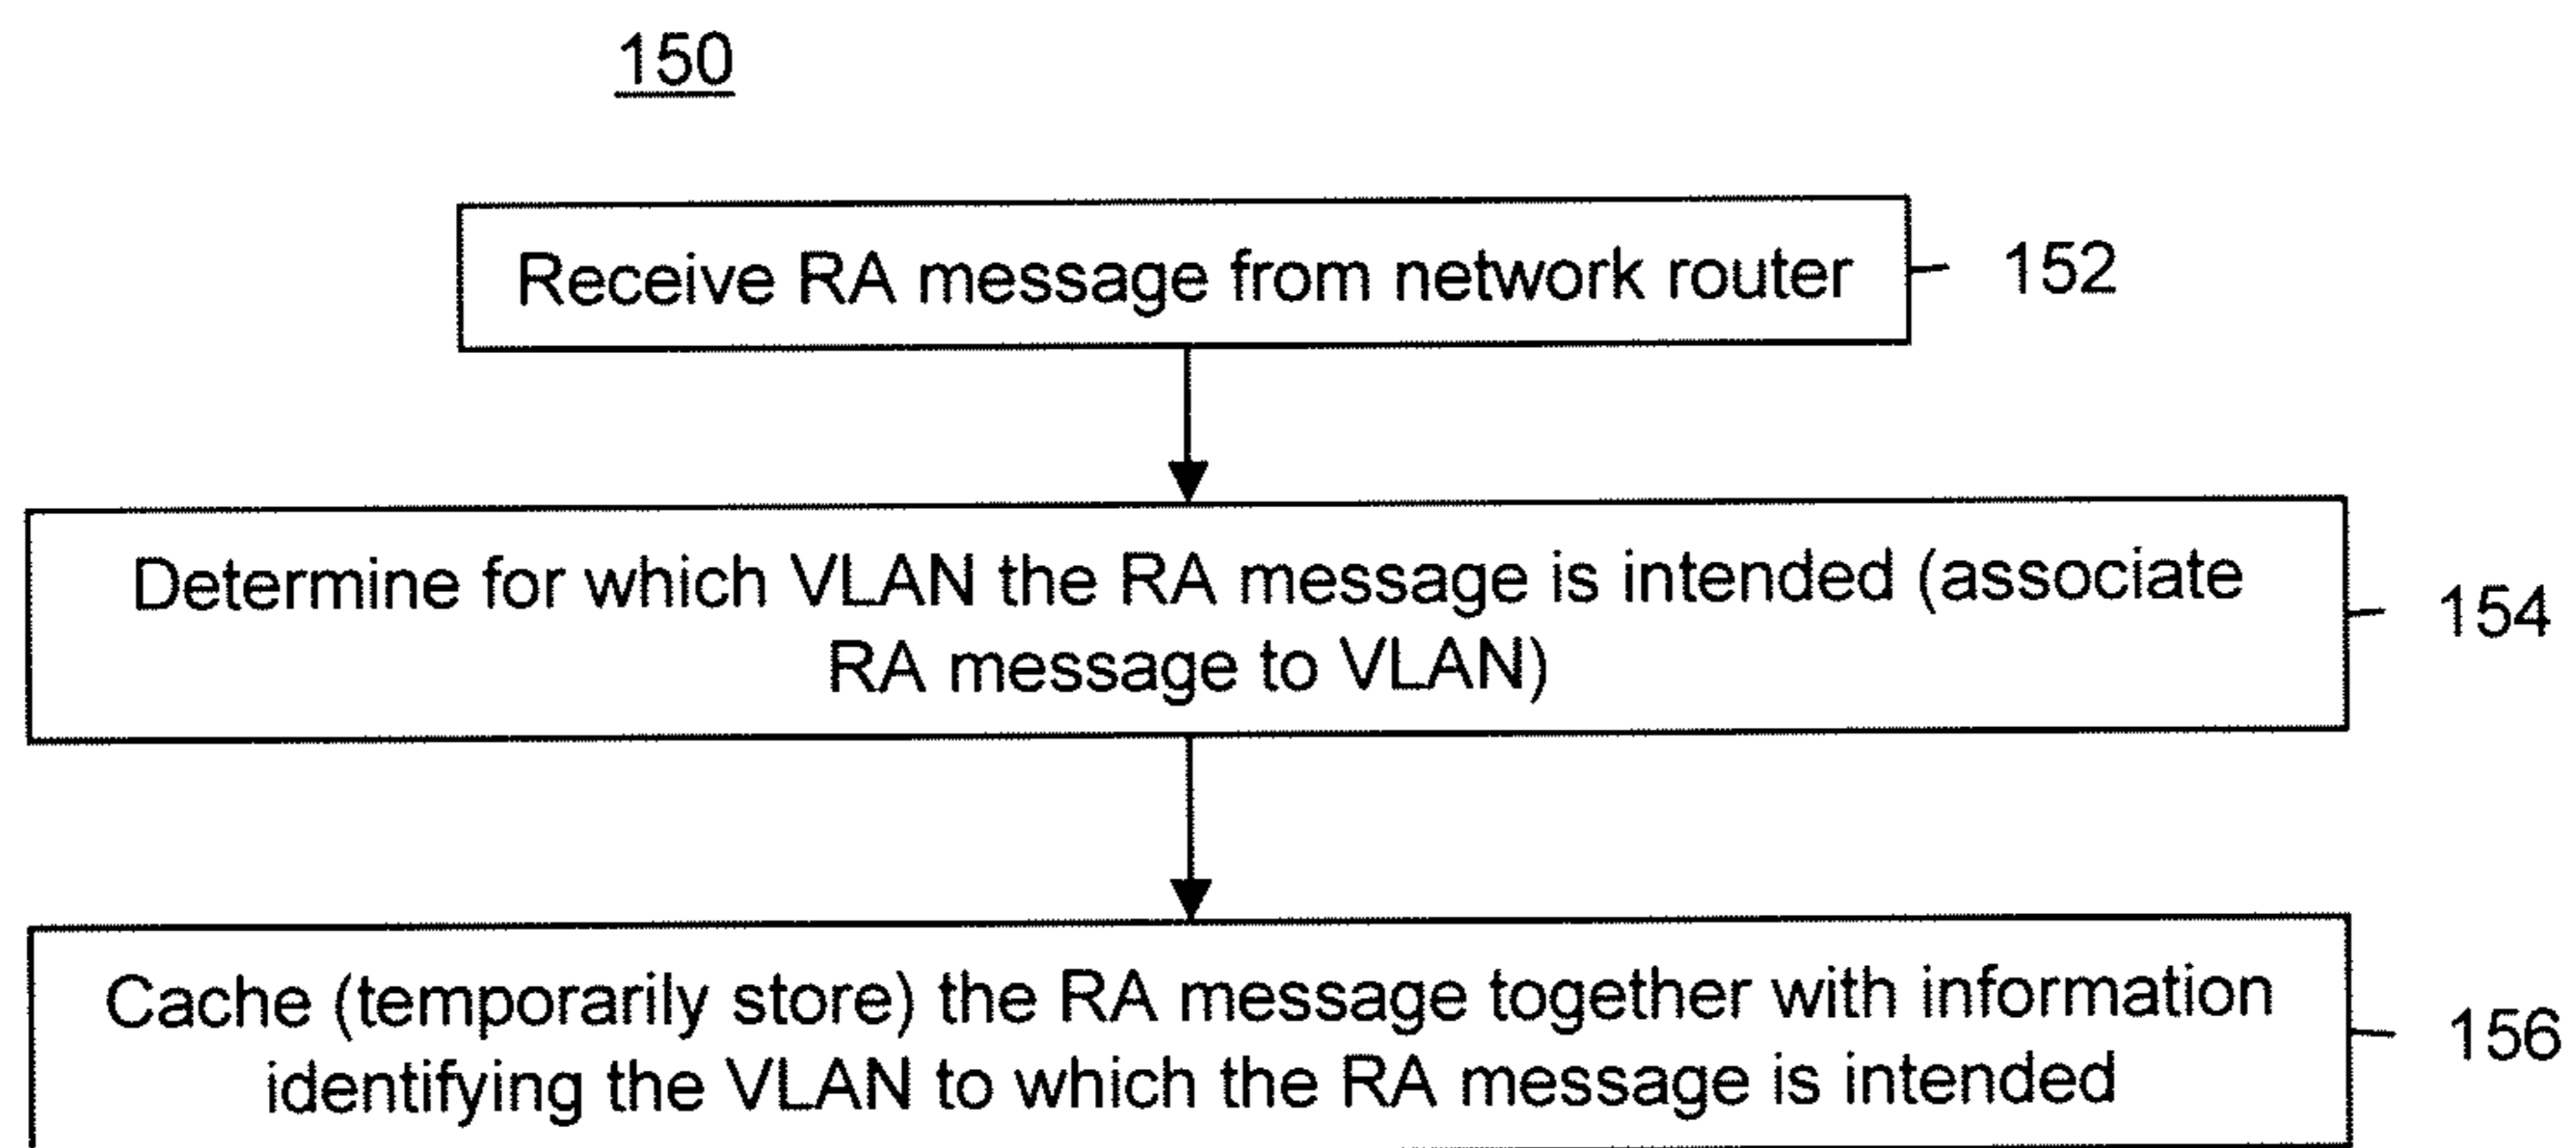 150
Receive RA message from network router
152
Determine for which VLAN the RA message is intended (associate
RA message to VLAN)
154
Cache (temporarily store) the RA message together with information
identifying the VLAN to which the RA message is intended
156